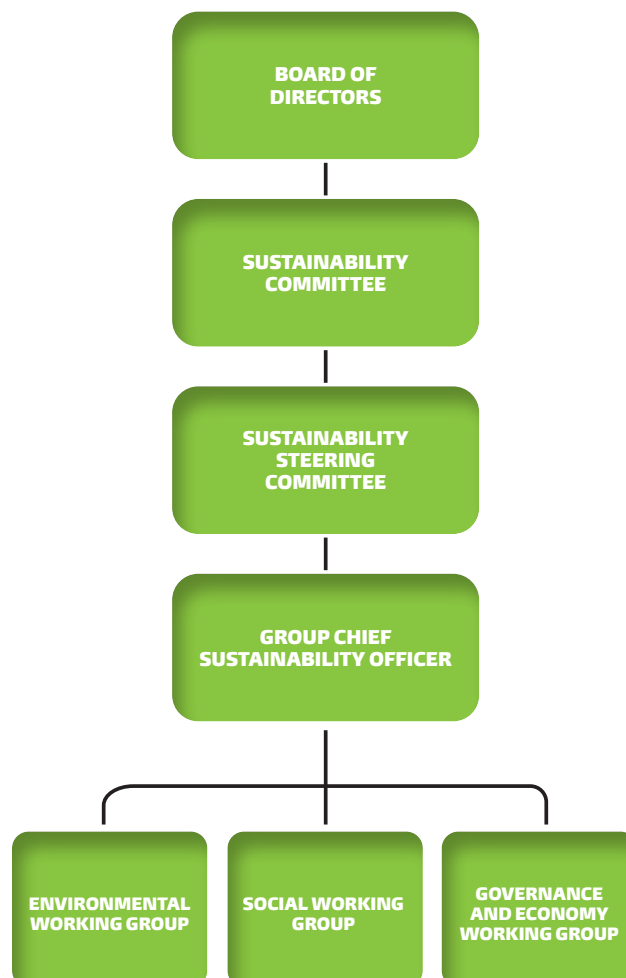 BOARD OF
DIRECTORS
SUSTAINABILITY
COMMITTEE
SUSTAINABILITY
STEERING
COMMITTEE
GROUP CHIEF
SUSTAINABILITY OFFICER
ENVIRONMENTAL
WORKING GROUP
SOCIAL WORKING
GROUP
GOVERNANCE
AND ECONOMY
WORKING GROUP